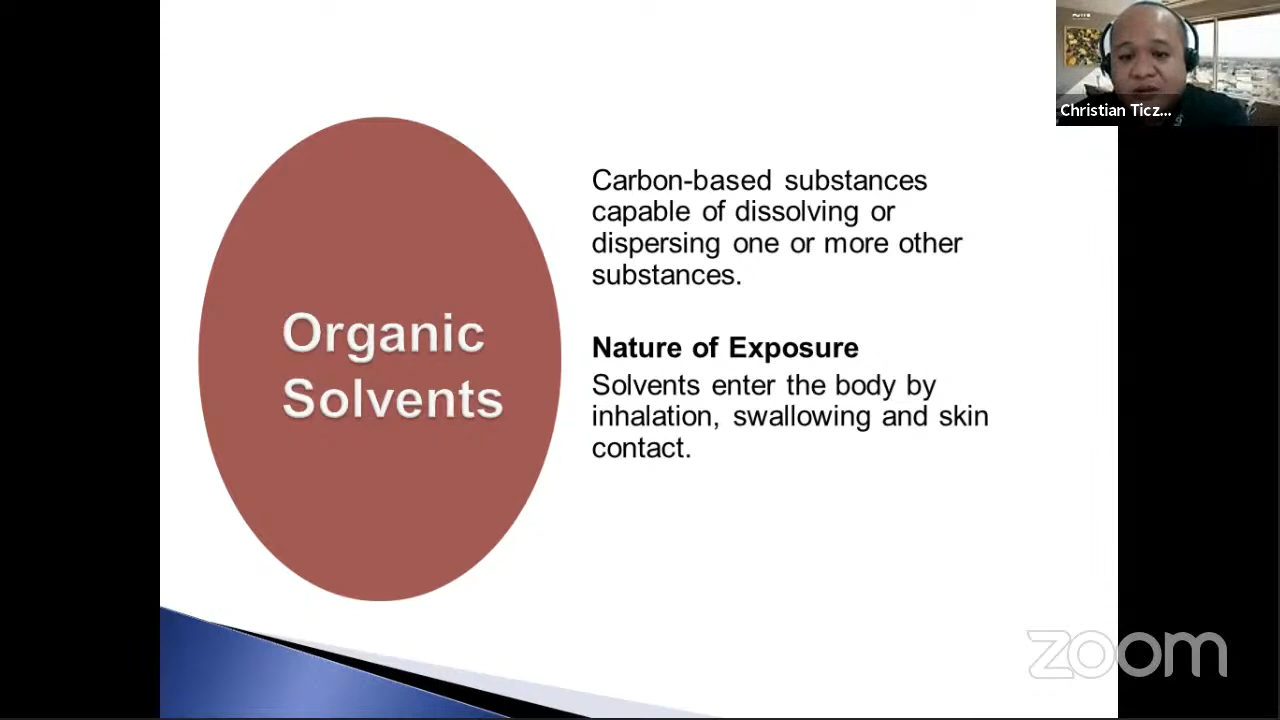 Christian Ticz...
Carbon-based substances
capable of dissolving or
dispersing one or more other
substances.
Organic
Solvents
Nature of Exposure
Solvents enter the body by
inhalation, swallowing and skin
contact.
zoom